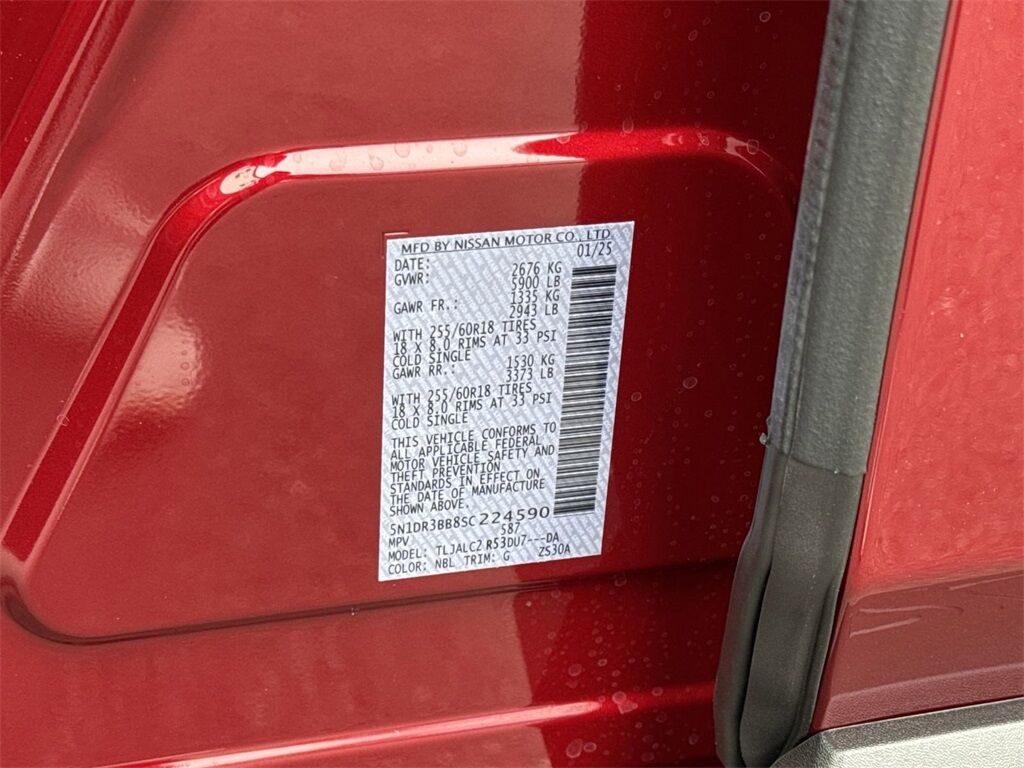 MFD BY NISSAN MOTOR CO., LTD.
DATE: 01/25
GVWR: 2676 KG
5900 LB
GAWR FR.: 1335 KG
2943 LB
WITH 255/60R18 TIRES
18 X 8.0 RIMS AT 33 PSI
COLD SINGLE
GAWR RR.: 1530 KG
3373 LB
WITH 255/60R18 TIRES
18 X 8.0 RIMS AT 33 PSI
COLD SINGLE
THIS VEHICLE CONFORMS TO
ALL APPLICABLE FEDERAL
MOTOR VEHICLE SAFETY AND
THEFT PREVENTION
STANDARDS IN EFFECT ON
THE DATE OF MANUFACTURE
SHOWN ABOVE.
5N1DR3BB8SC224590
MPV 587
MODEL: TLJALC2 R53DU7---DA
COLOR: NBL TRIM: G ZS30A